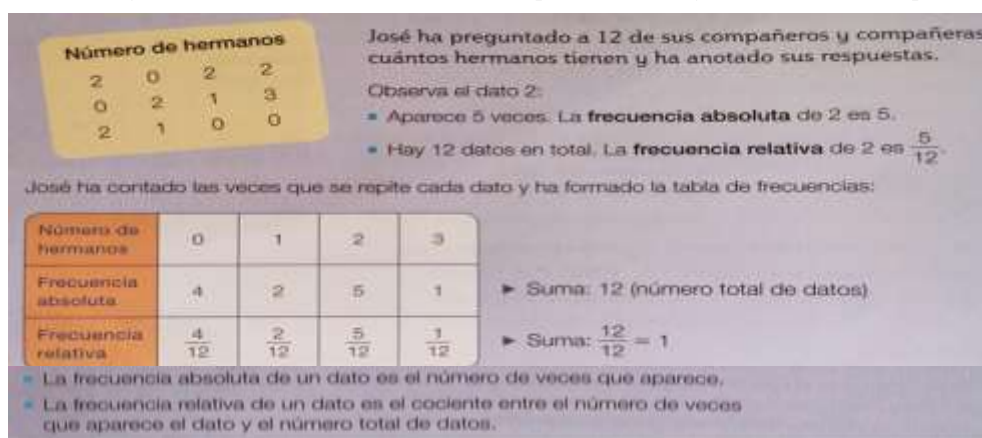 Número de hermanos
2 0 2 2
0 2 1 3
2 1 0 0
José ha preguntado a 12 de sus compañeros y compañeras
cuántos hermanos tienen y ha anotado sus respuestas.
Observa el dato 2:
• Aparece 5 veces. La frecuencia absoluta de 2 es 5.
• Hay 12 datos en total. La frecuencia relativa de 2 es 5/12.
José ha contado las veces que se repite cada dato y ha formado la tabla de frecuencias:
Número de hermanos 0 1 2 3
Frecuencia absoluta 4 2 5 1 ► Suma: 12 (número total de datos)
Frecuencia relativa 4/12 2/12 5/12 1/12 ► Suma: 12/12 = 1
• La frecuencia absoluta de un dato es el número de veces que aparece.
• La frecuencia relativa de un dato es el cociente entre el número de veces
que aparece el dato y el número total de datos.